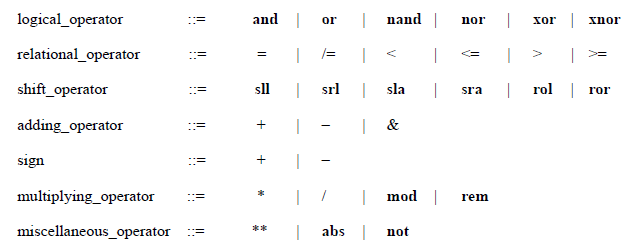 logical_operator ::= and | or | nand | nor | xor | xnor
relational_operator ::= = | /= | < | <= | > | >=
shift_operator ::= sll | srl | sla | sra | rol | ror
adding_operator ::= + | – | &
sign ::= + | –
multiplying_operator ::= * | / | mod | rem
miscellaneous_operator ::= ** | abs | not